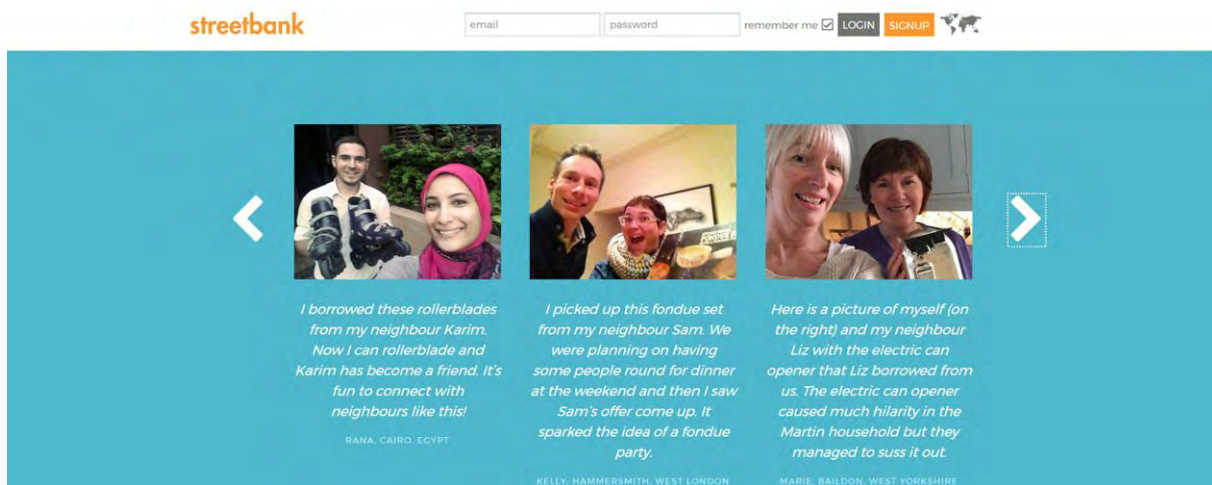 streetbank
email
password
remember me
LOGIN
SIGNUP
I borrowed these rollerblades
from my neighbour Karim.
Now I can rollerblade and
Karim has become a friend. It's
fun to connect with
neighbours like this!
RANA, CAIRO, EGYPT
I picked up this fondue set
from my neighbour Sam. We
were planning on having
some people round for dinner
at the weekend and then I saw
Sam's offer come up. It
sparked the idea of a fondue
party.
KELLY, HAMMERSMITH, WEST LONDON
Here is a picture of myself (on
the right) and my neighbour
Liz with the electric can
opener that Liz borrowed from
us. The electric can opener
caused much hilarity in the
Martin household but they
managed to suss it out.
MARIE, BAILDON, WEST YORKSHIRE